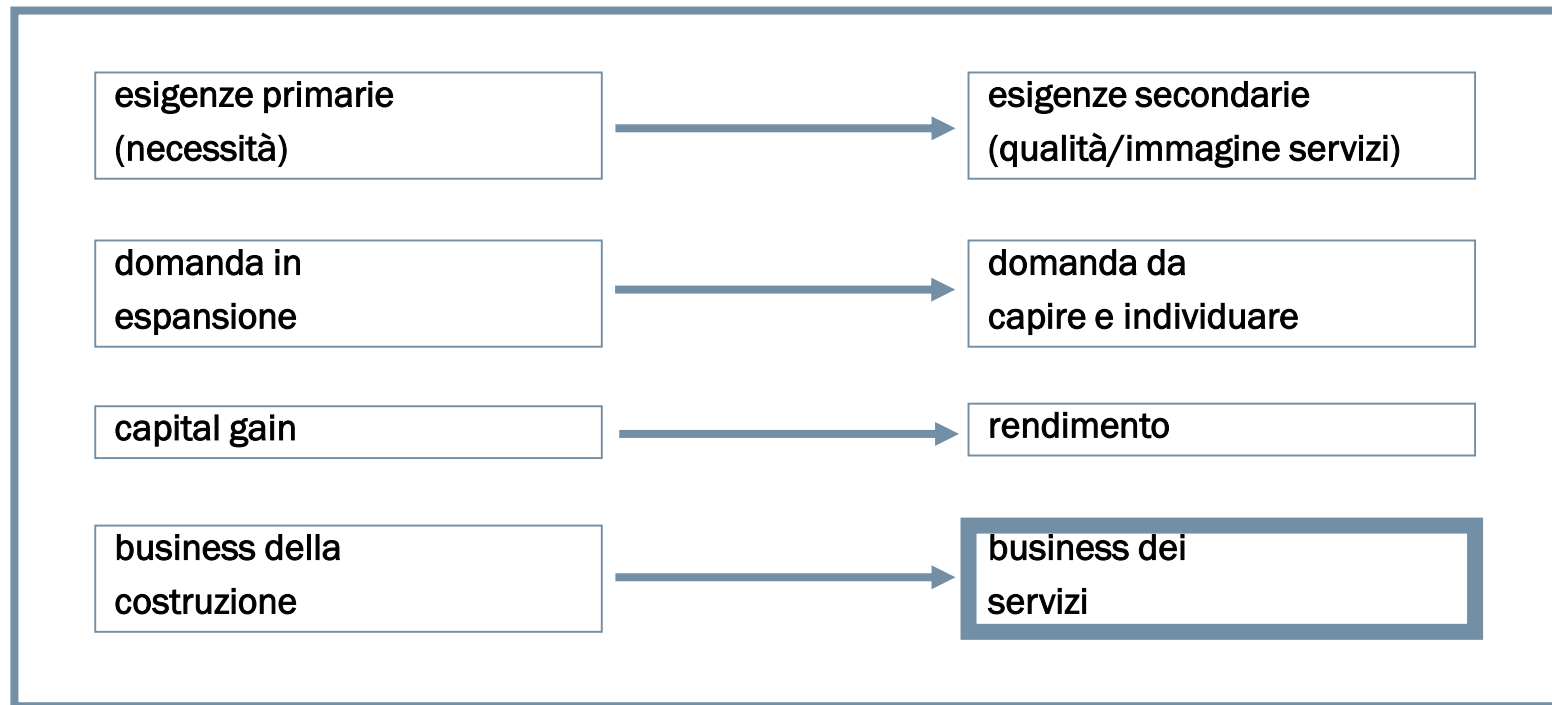 esigenze primarie
(necessità)
esigenze secondarie
(qualità/immagine servizi)
domanda in
espansione
domanda da
capire e individuare
capital gain
rendimento
business della
costruzione
business dei
servizi